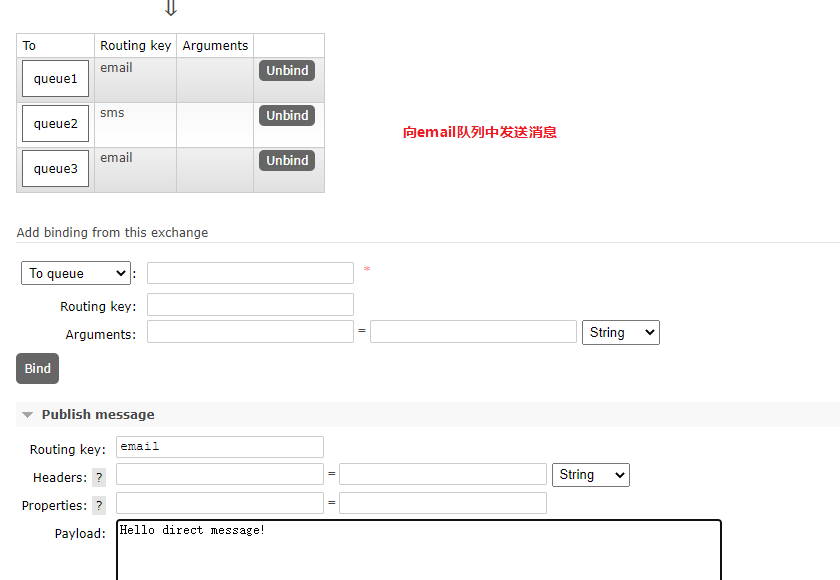 ⇓
To Routing key Arguments
queue1 email Unbind
queue2 sms Unbind
向email队列中发送消息
queue3 email Unbind
Add binding from this exchange
To queue : *
Routing key:
Arguments: = String
Bind
Publish message
Routing key: email
Headers: ? = String
Properties: ? =
Payload: Hello direct message!